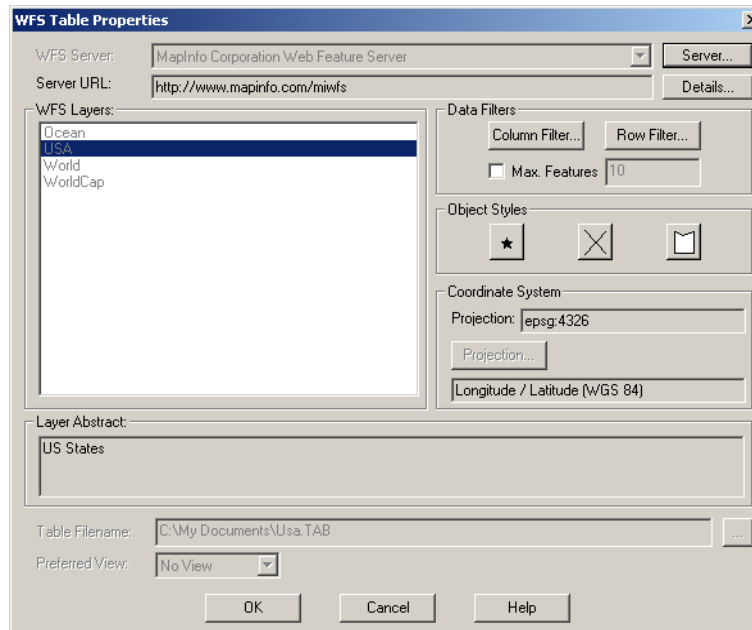 WFS Table Properties
WFS Server: MapInfo Corporation Web Feature Server Server...
Server URL: http://www.mapinfo.com/miwfs Details...
WFS Layers:
Ocean
USA
World
WorldCap
Data Filters
Column Filter... Row Filter...
Max. Features 10
Object Styles
Coordinate System
Projection: epsg:4326
Projection...
Longitude / Latitude (WGS 84)
Layer Abstract:
US States
Table Filename: C:\My Documents\Usa.TAB ...
Preferred View: No View
OK Cancel Help